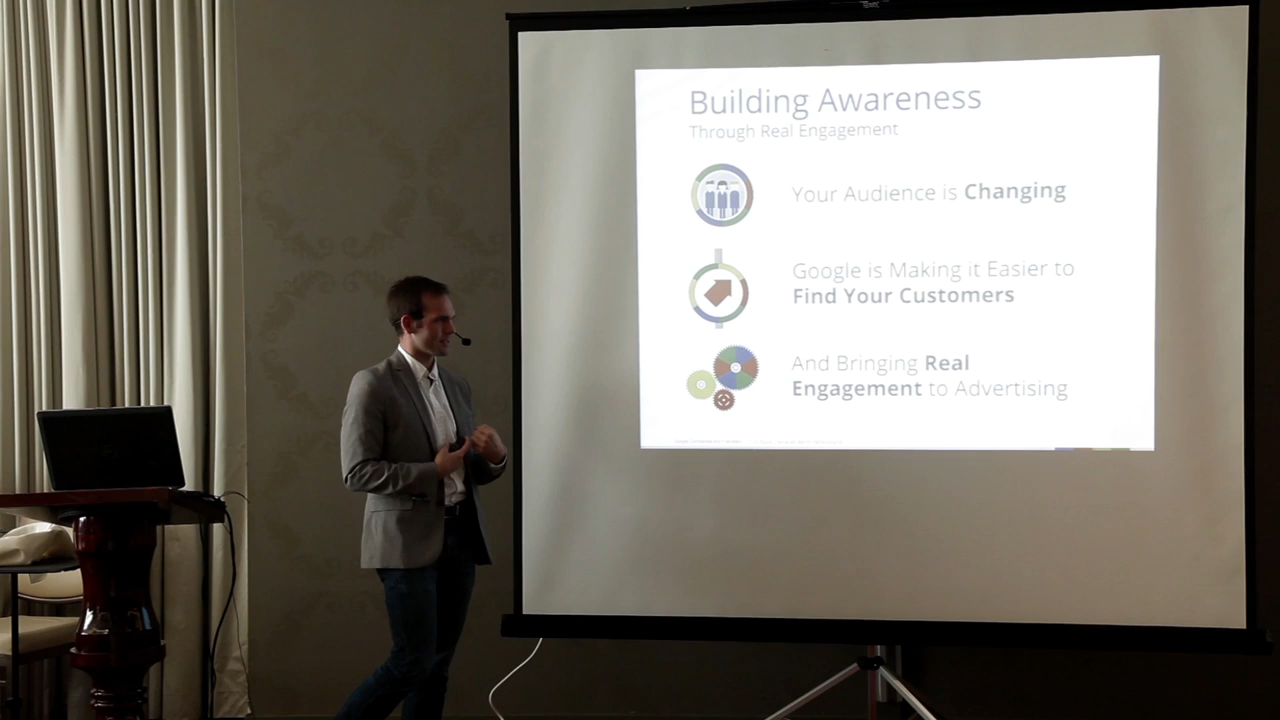 Building Awareness
Through Real Engagement
Your Audience is Changing
Google is Making it Easier to
Find Your Customers
And Bringing Real
Engagement to Advertising